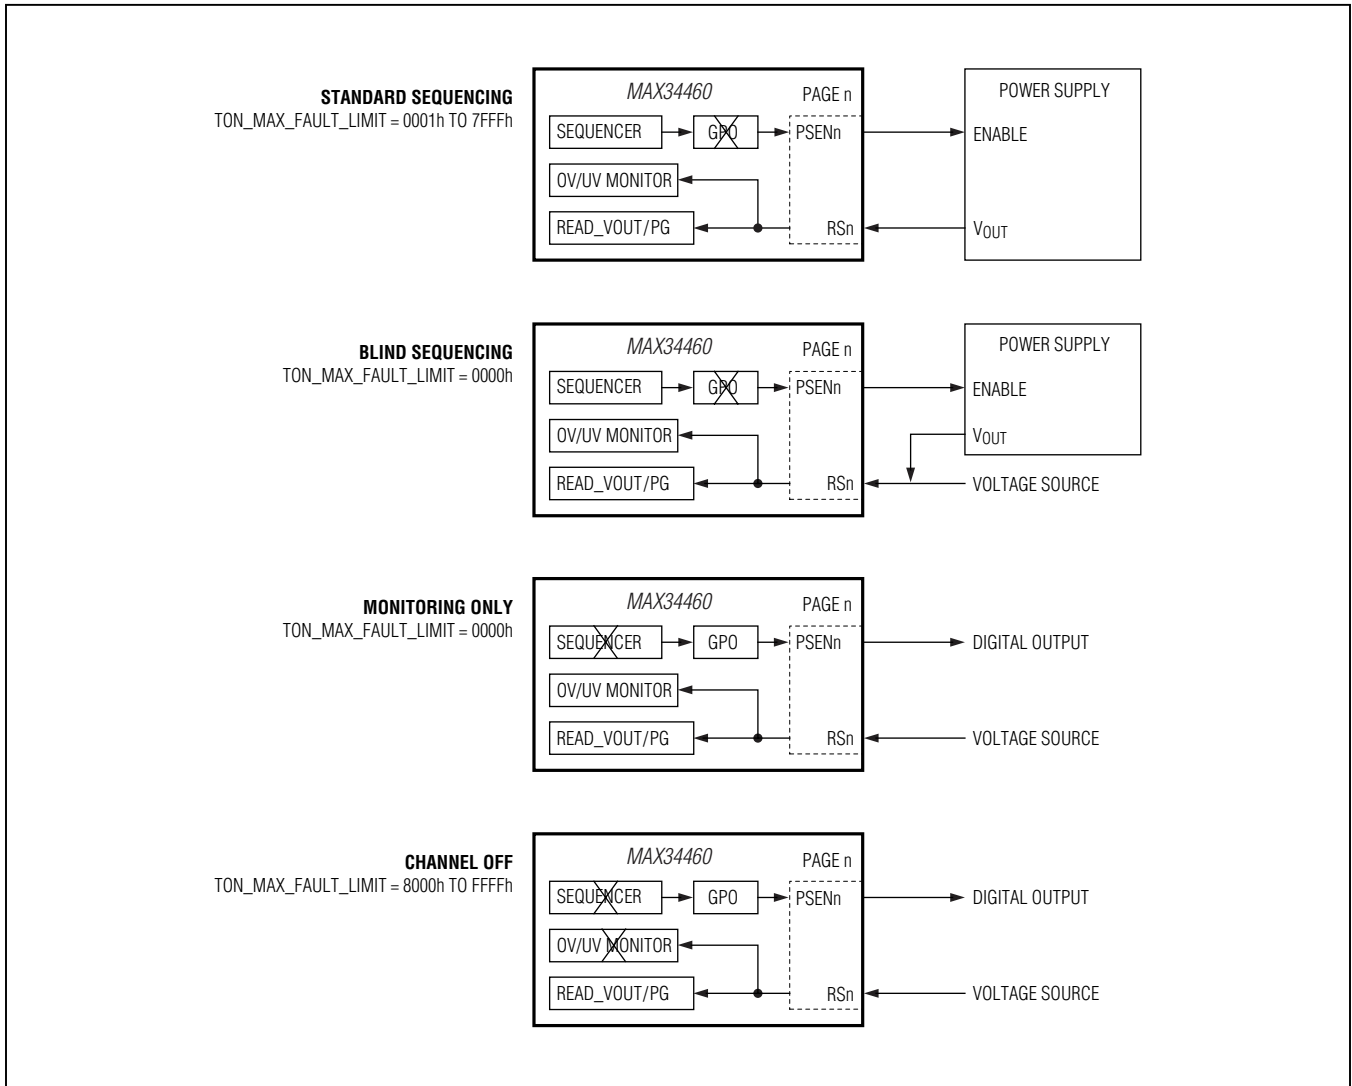 STANDARD SEQUENCING
TON_MAX_FAULT_LIMIT = 0001h TO 7FFFh
MAX34460
PAGE n
SEQUENCER
GPO
PSENn
OV/UV MONITOR
READ_VOUT/PG
RSn
POWER SUPPLY
ENABLE
VOUT
BLIND SEQUENCING
TON_MAX_FAULT_LIMIT = 0000h
MAX34460
PAGE n
SEQUENCER
GPO
PSENn
OV/UV MONITOR
READ_VOUT/PG
RSn
POWER SUPPLY
ENABLE
VOUT
VOLTAGE SOURCE
MONITORING ONLY
TON_MAX_FAULT_LIMIT = 0000h
MAX34460
PAGE n
SEQUENCER
GPO
PSENn
DIGITAL OUTPUT
OV/UV MONITOR
READ_VOUT/PG
RSn
VOLTAGE SOURCE
CHANNEL OFF
TON_MAX_FAULT_LIMIT = 8000h TO FFFFh
MAX34460
PAGE n
SEQUENCER
GPO
PSENn
DIGITAL OUTPUT
OV/UV MONITOR
READ_VOUT/PG
RSn
VOLTAGE SOURCE